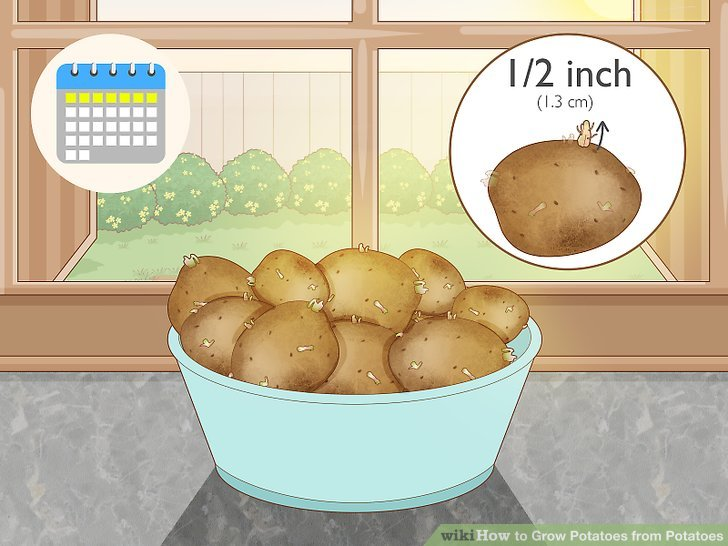 1/2 inch
(1.3 cm)
wikiHow to Grow Potatoes from Potatoes